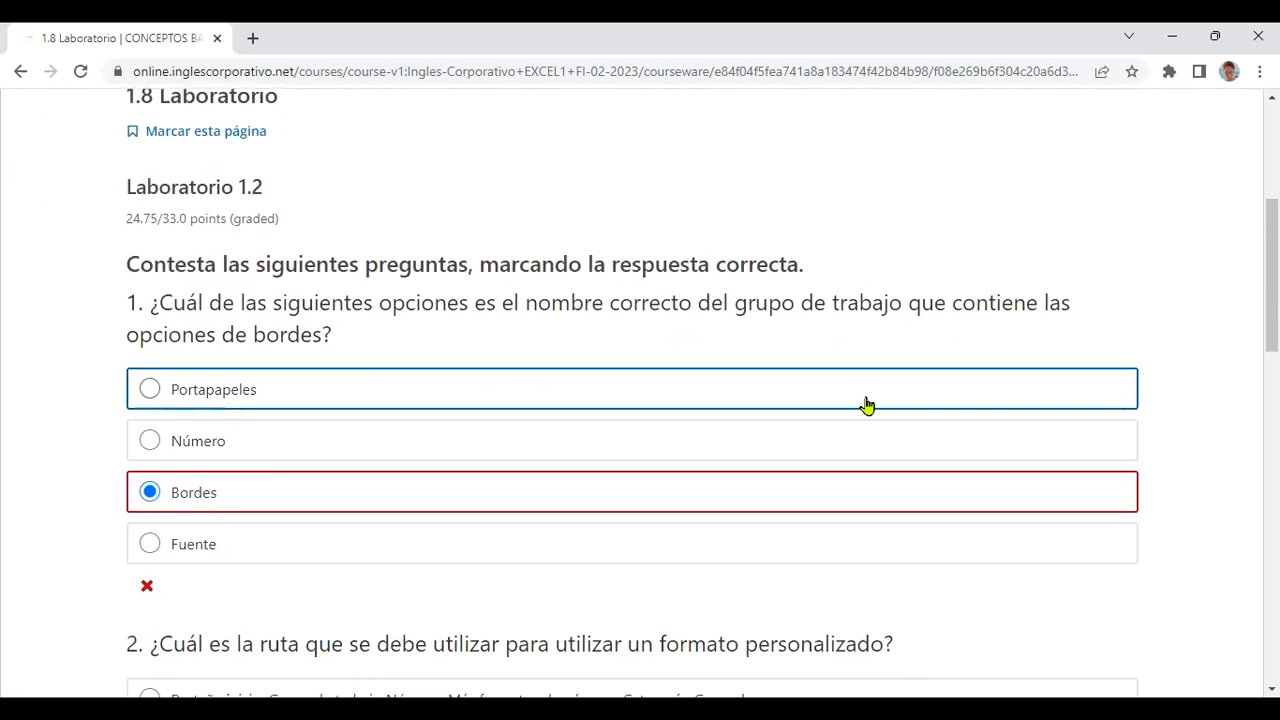 1.8 Laboratorio | CONCEPTOS BÁ
online.inglescorporativo.net/courses/course-v1:Ingles-Corporativo+EXCEL1+FI-02-2023/courseware/e84f04f5fea741a8a183474f42b84b98/f08e269b6f304c20a6d3...
1.8 Laboratorio
Marcar esta página
Laboratorio 1.2
24.75/33.0 points (graded)
Contesta las siguientes preguntas, marcando la respuesta correcta.
1. ¿Cuál de las siguientes opciones es el nombre correcto del grupo de trabajo que contiene las
opciones de bordes?
Portapapeles
Número
Bordes
Fuente
2. ¿Cuál es la ruta que se debe utilizar para utilizar un formato personalizado?